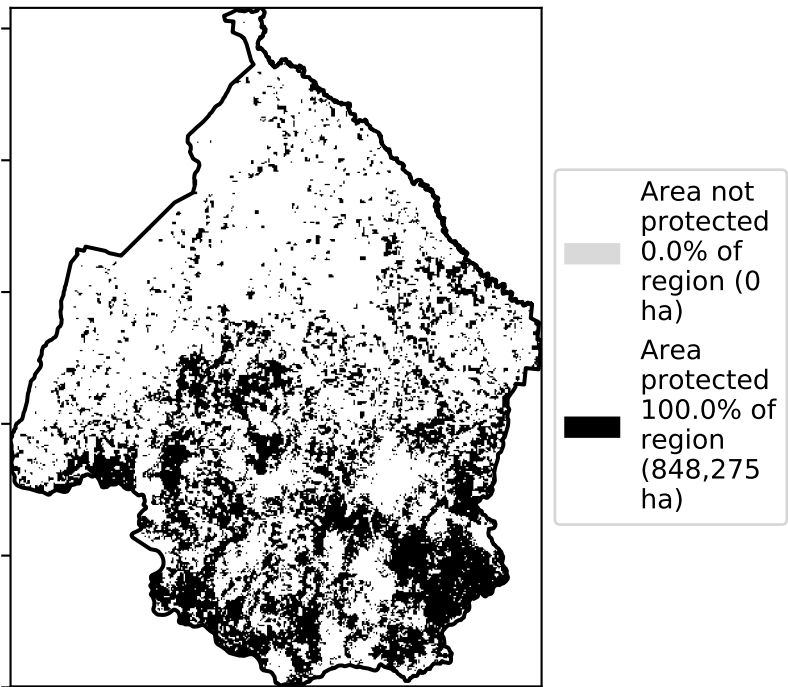 Area not
protected
0.0% of
region (0
ha)
Area
protected
100.0% of
region
(848,275
ha)